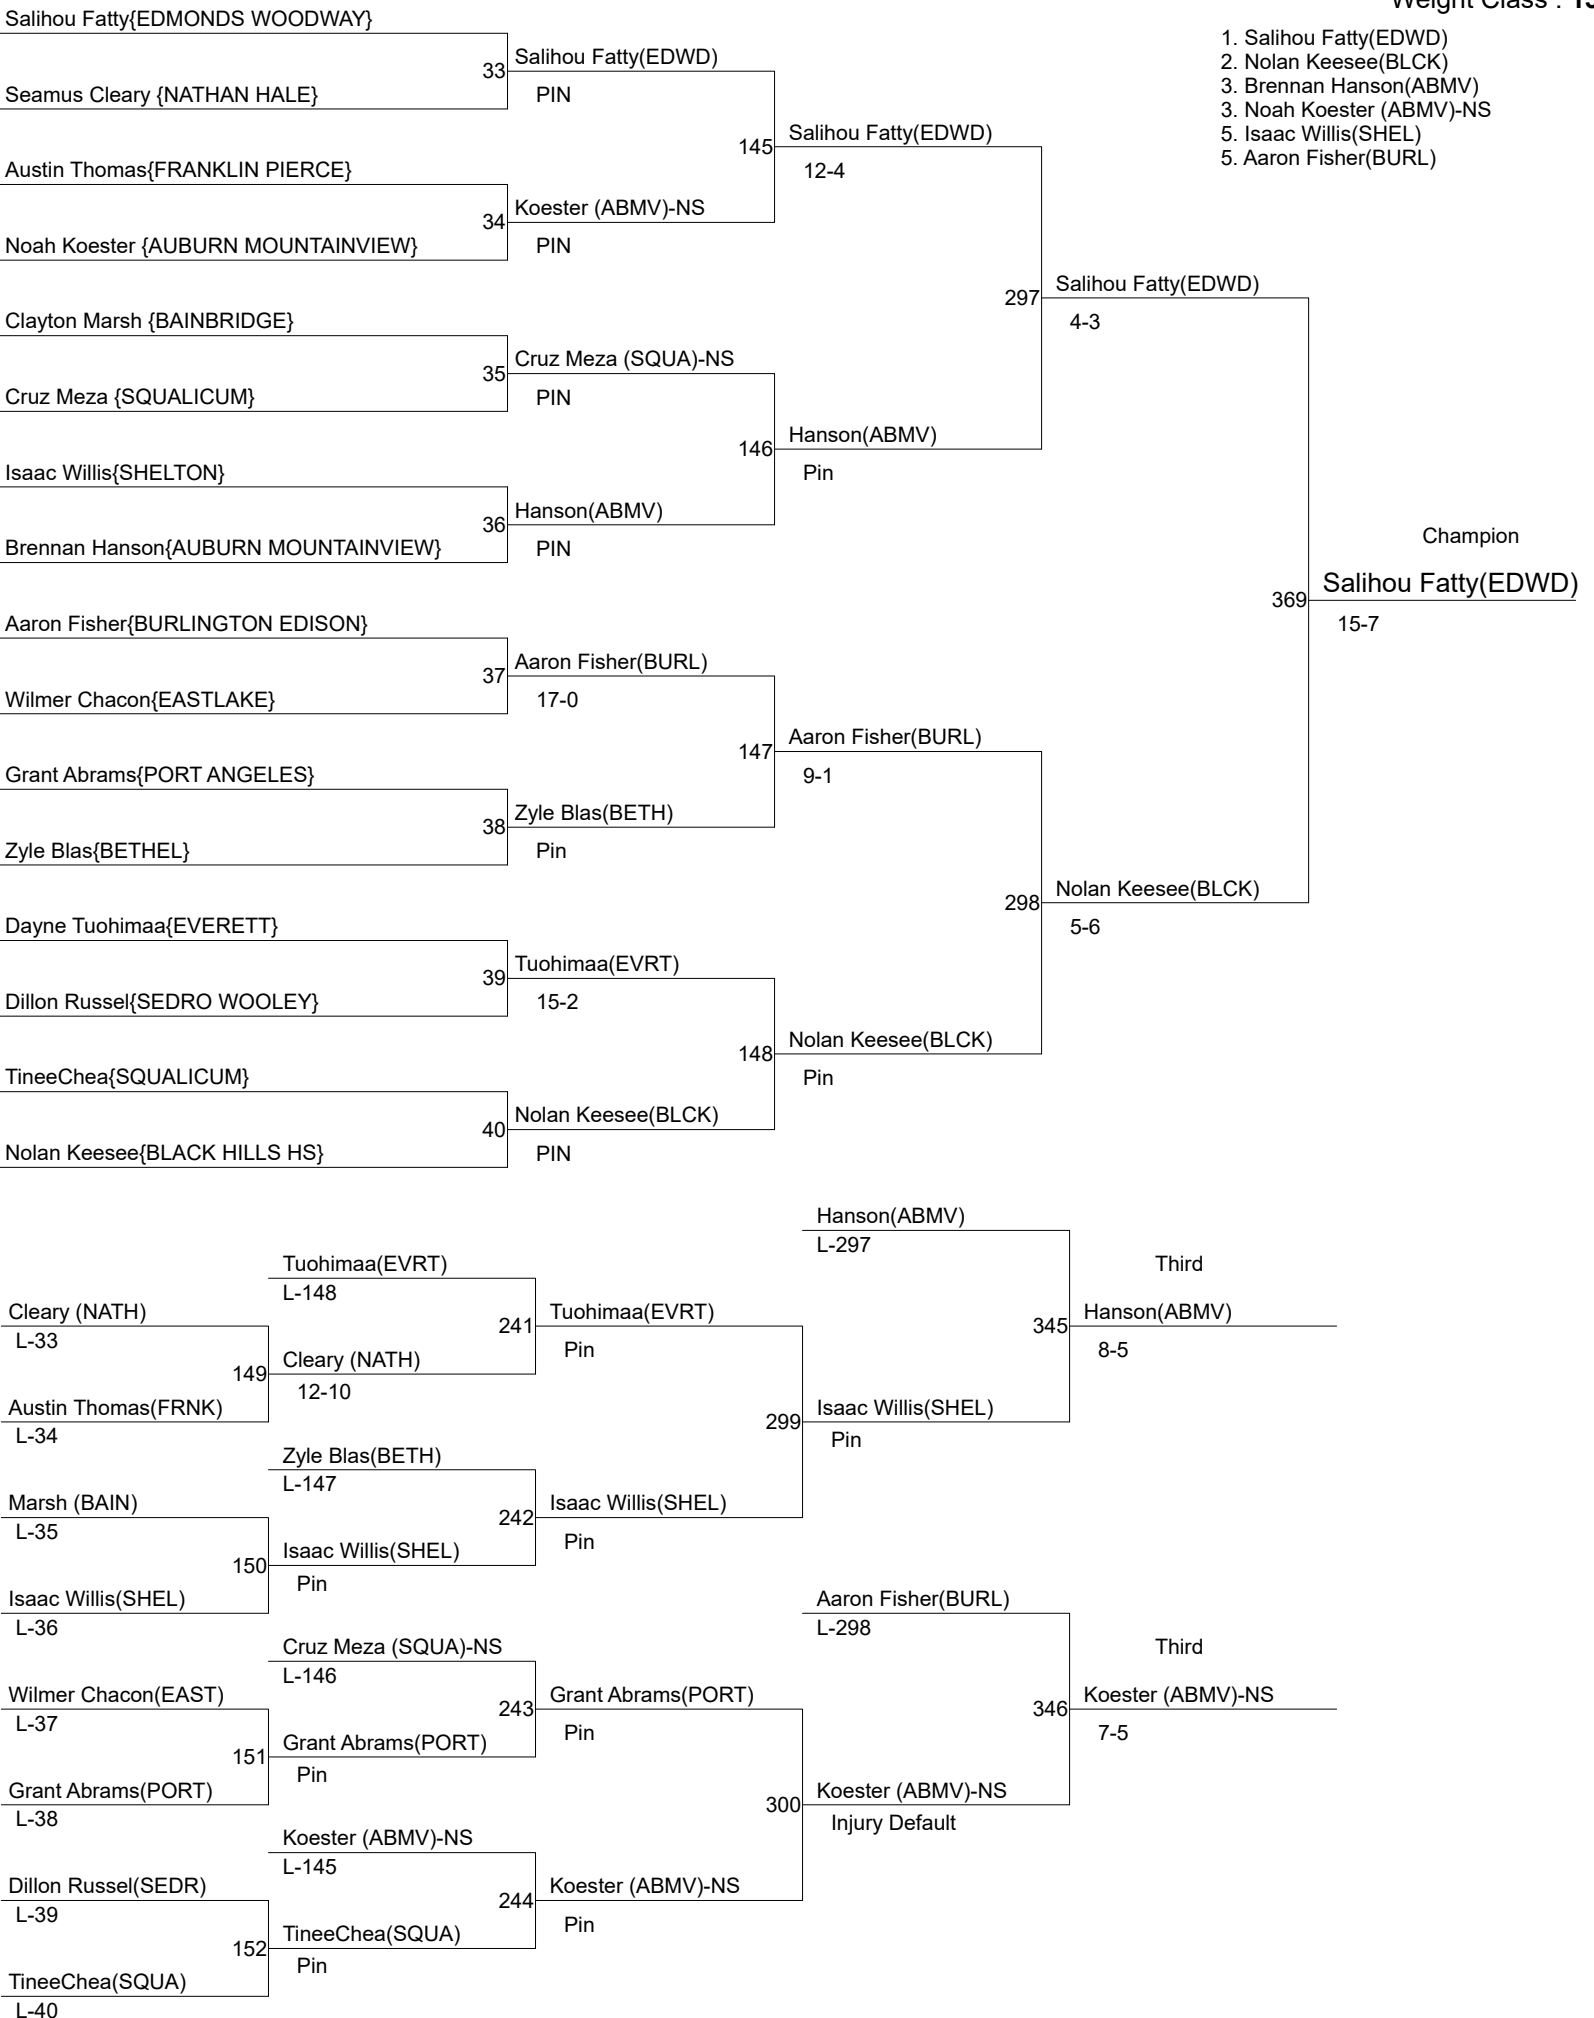 Weight Class :
1. Salihou Fatty(EDWD)
2. Nolan Keesee(BLCK)
3. Brennan Hanson(ABMV)
3. Noah Koester (ABMV)-NS
5. Isaac Willis(SHEL)
5. Aaron Fisher(BURL)
Salihou Fatty{EDMONDS WOODWAY}
Seamus Cleary {NATHAN HALE}
Austin Thomas{FRANKLIN PIERCE}
Noah Koester {AUBURN MOUNTAINVIEW}
Clayton Marsh {BAINBRIDGE}
Cruz Meza {SQUALICUM}
Isaac Willis{SHELTON}
Brennan Hanson{AUBURN MOUNTAINVIEW}
Aaron Fisher{BURLINGTON EDISON}
Wilmer Chacon{EASTLAKE}
Grant Abrams{PORT ANGELES}
Zyle Blas{BETHEL}
Dayne Tuohimaa{EVERETT}
Dillon Russel{SEDRO WOOLEY}
TineeChea{SQUALICUM}
Nolan Keesee{BLACK HILLS HS}
33
Salihou Fatty(EDWD)
PIN
34
Koester (ABMV)-NS
PIN
35
Cruz Meza (SQUA)-NS
PIN
36
Hanson(ABMV)
PIN
37
Aaron Fisher(BURL)
17-0
38
Zyle Blas(BETH)
Pin
39
Tuohimaa(EVRT)
15-2
40
Nolan Keesee(BLCK)
PIN
145
Salihou Fatty(EDWD)
12-4
146
Hanson(ABMV)
Pin
147
Aaron Fisher(BURL)
9-1
148
Nolan Keesee(BLCK)
Pin
297
Salihou Fatty(EDWD)
4-3
298
Nolan Keesee(BLCK)
5-6
Champion
369
Salihou Fatty(EDWD)
15-7
Cleary (NATH)
L-33
Austin Thomas(FRNK)
L-34
Marsh (BAIN)
L-35
Isaac Willis(SHEL)
L-36
Wilmer Chacon(EAST)
L-37
Grant Abrams(PORT)
L-38
Dillon Russel(SEDR)
L-39
TineeChea(SQUA)
L-40
Tuohimaa(EVRT)
L-148
149
Cleary (NATH)
12-10
Zyle Blas(BETH)
L-147
150
Isaac Willis(SHEL)
Pin
Cruz Meza (SQUA)-NS
L-146
151
Grant Abrams(PORT)
Pin
Koester (ABMV)-NS
L-145
152
TineeChea(SQUA)
Pin
241
Tuohimaa(EVRT)
Pin
242
Isaac Willis(SHEL)
Pin
243
Grant Abrams(PORT)
Pin
244
Koester (ABMV)-NS
Pin
Hanson(ABMV)
L-297
299
Isaac Willis(SHEL)
Pin
Aaron Fisher(BURL)
L-298
300
Koester (ABMV)-NS
Injury Default
Third
345
Hanson(ABMV)
8-5
Third
346
Koester (ABMV)-NS
7-5